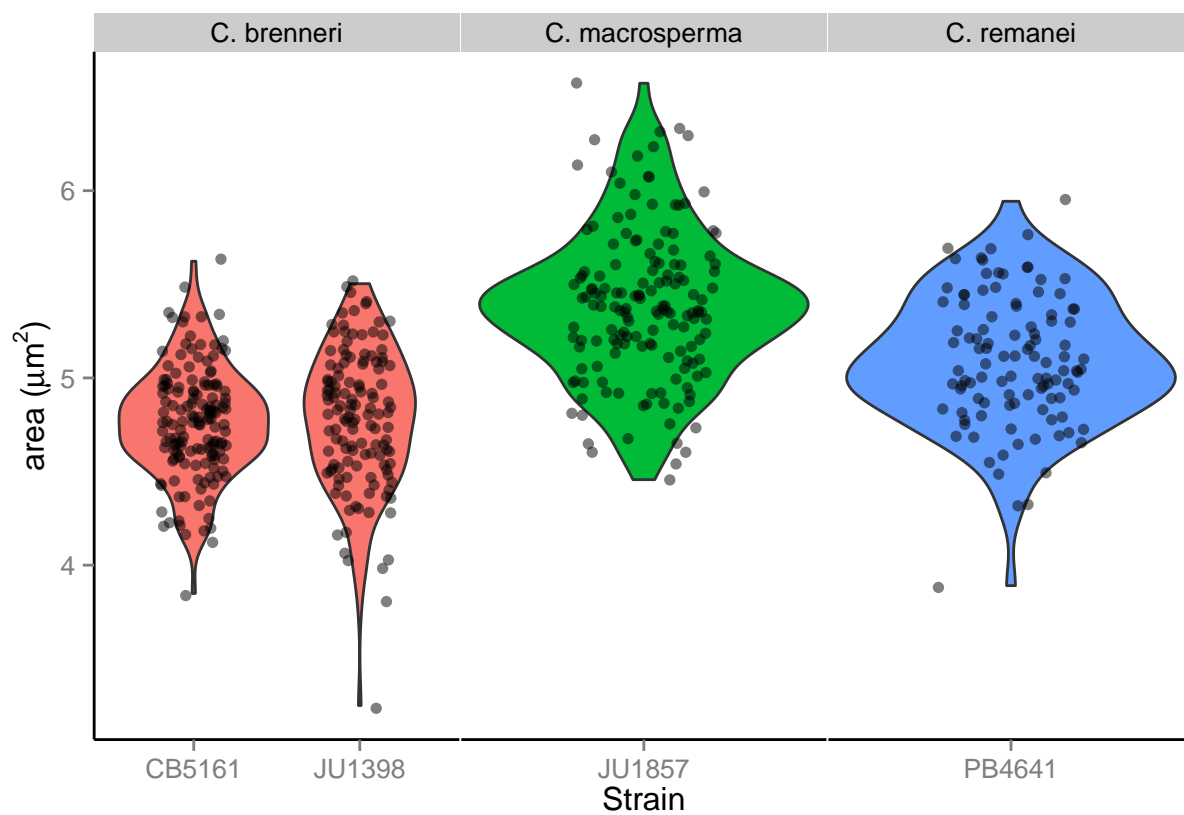 C. brenneri
C. macrosperma
C. remanei
area (μm²)
6
5
4
CB5161
JU1398
JU1857
PB4641
Strain